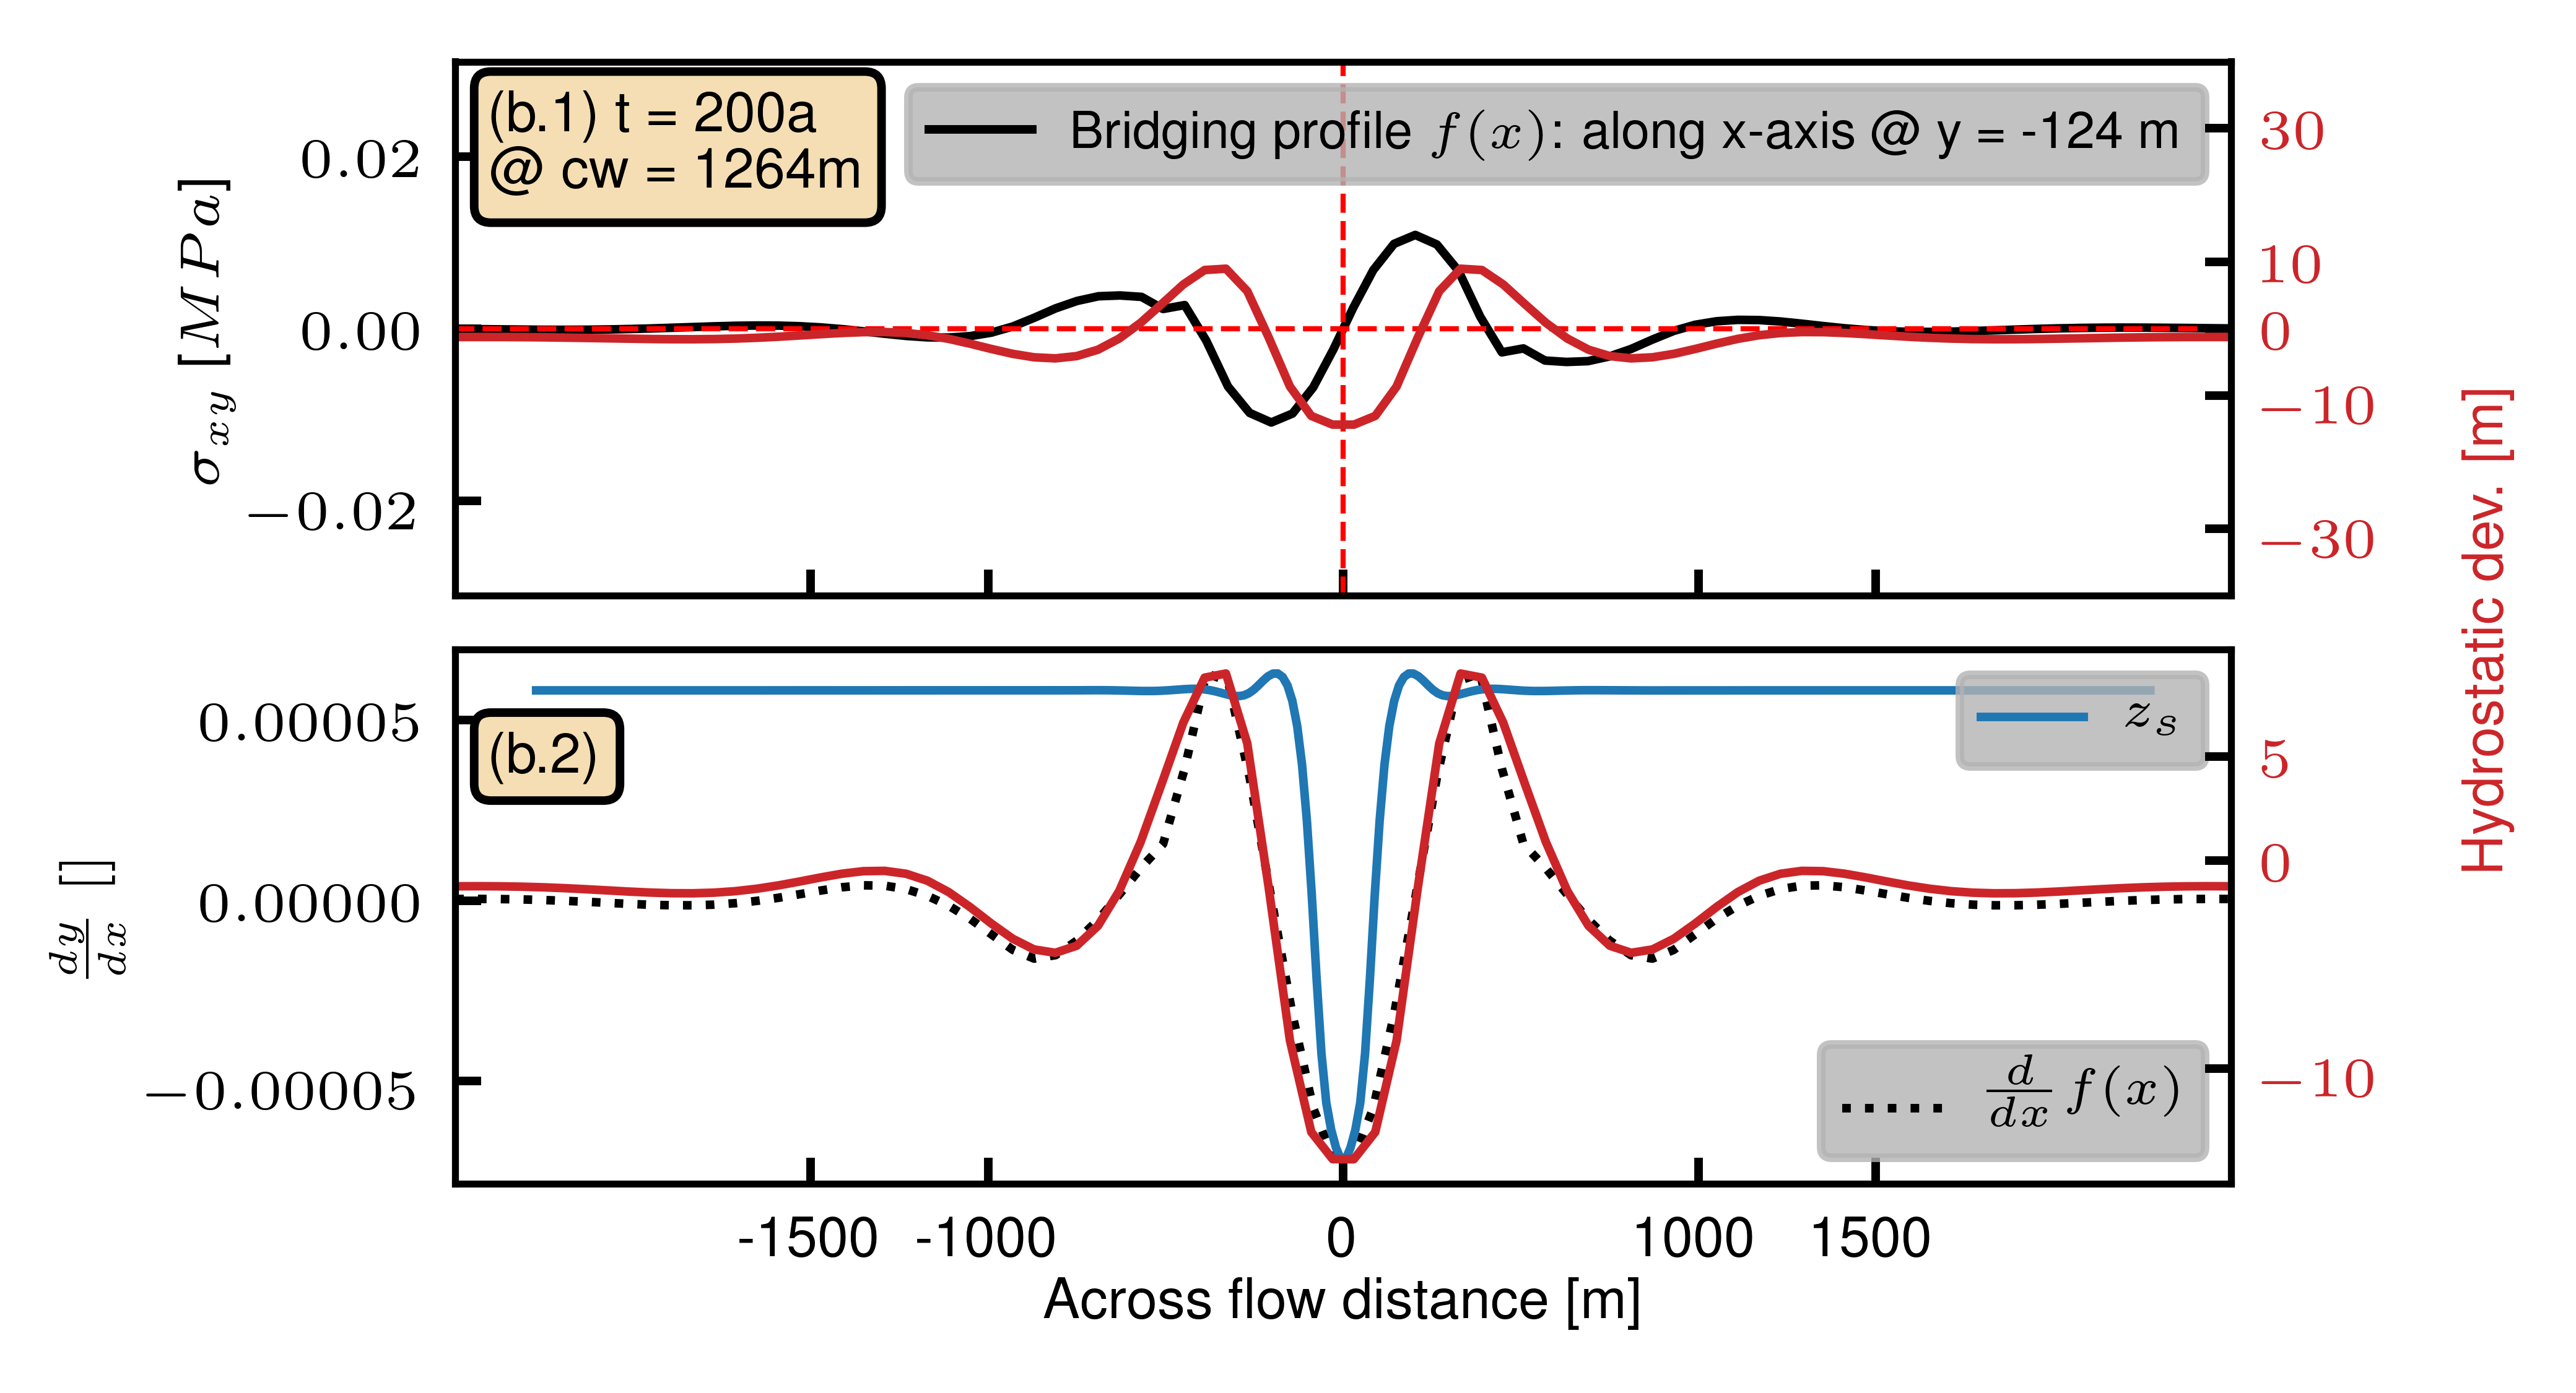 (b.1) t = 200a
@ cw = 1264m
Bridging profile f(x): along x-axis @ y = -124 m
σxy [MPa]
0.02
0.00
−0.02
30
10
0
−10
−30
Hydrostatic dev. [m]
(b.2)
zs
d/dx f(x)
dy/dx []
0.00005
0.00000
−0.00005
5
0
−10
-1500 -1000 0 1000 1500
Across flow distance [m]